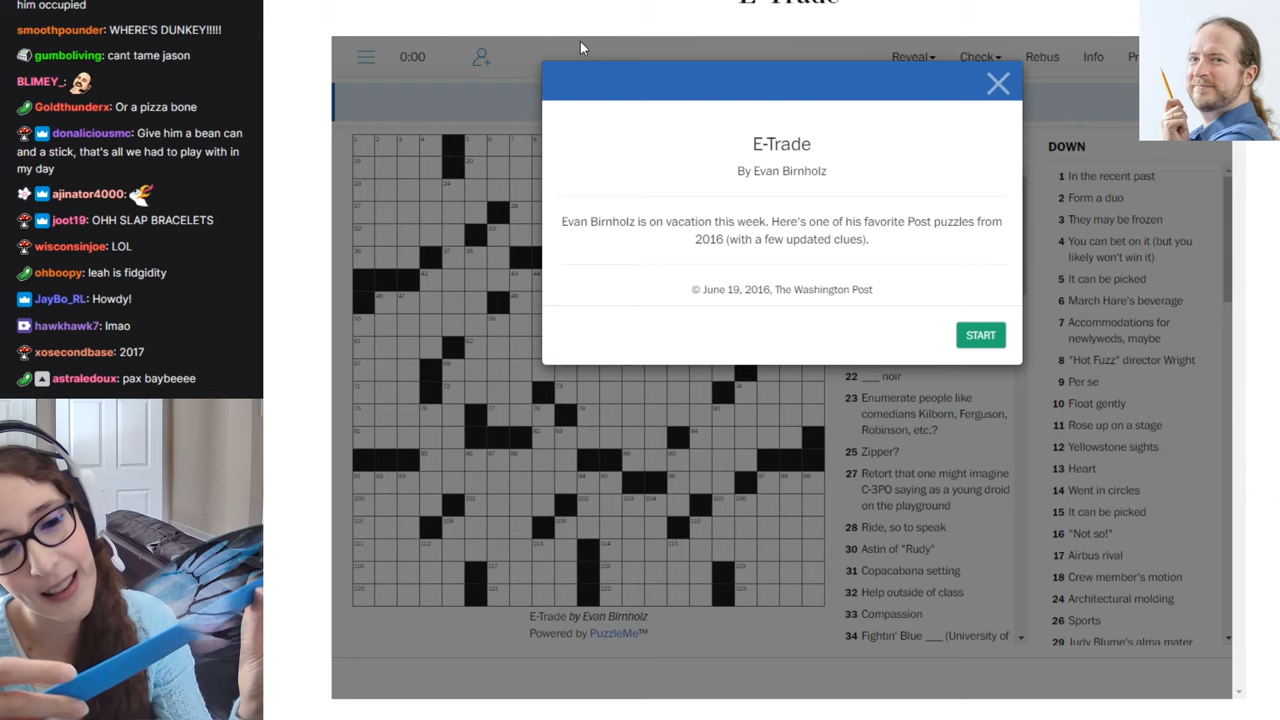 him occupied
smoothpounder: WHERE'S DUNKEY!!!!!
gumboliving: cant tame jason
BLIMEY_:
Goldthunderx: Or a pizza bone
donaliciousmc: Give him a bean can
and a stick, that's all we had to play with in
my day
ajinator4000:
joot19: OHH SLAP BRACELETS
wisconsinjoe: LOL
ohboopy: leah is fidgidity
JayBo_RL: Howdy!
hawkhawk7: lmao
xosecondbase: 2017
astraledoux: pax baybeeee
E-Trade
0:00
Reveal
Check
Rebus
Info
E-Trade
By Evan Birnholz
Evan Birnholz is on vacation this week. Here's one of his favorite Post puzzles from
2016 (with a few updated clues).
© June 19, 2016, The Washington Post
START
E-Trade by Evan Birnholz
Powered by PuzzleMe™
22 ___ noir
23 Enumerate people like
comedians Kilborn, Ferguson,
Robinson, etc.?
25 Zipper?
27 Retort that one might imagine
C-3PO saying as a young droid
on the playground
28 Ride, so to speak
30 Astin of "Rudy"
31 Copacabana setting
32 Help outside of class
33 Compassion
34 Fightin' Blue ___ (University of
DOWN
1 In the recent past
2 Form a duo
3 They may be frozen
4 You can bet on it (but you
likely won't win it)
5 It can be picked
6 March Hare's beverage
7 Accommodations for
newlyweds, maybe
8 "Hot Fuzz" director Wright
9 Per se
10 Float gently
11 Rose up on a stage
12 Yellowstone sights
13 Heart
14 Went in circles
15 It can be picked
16 "Not so!"
17 Airbus rival
18 Crew member's motion
24 Architectural molding
26 Sports
29 Judy Blume's alma mater